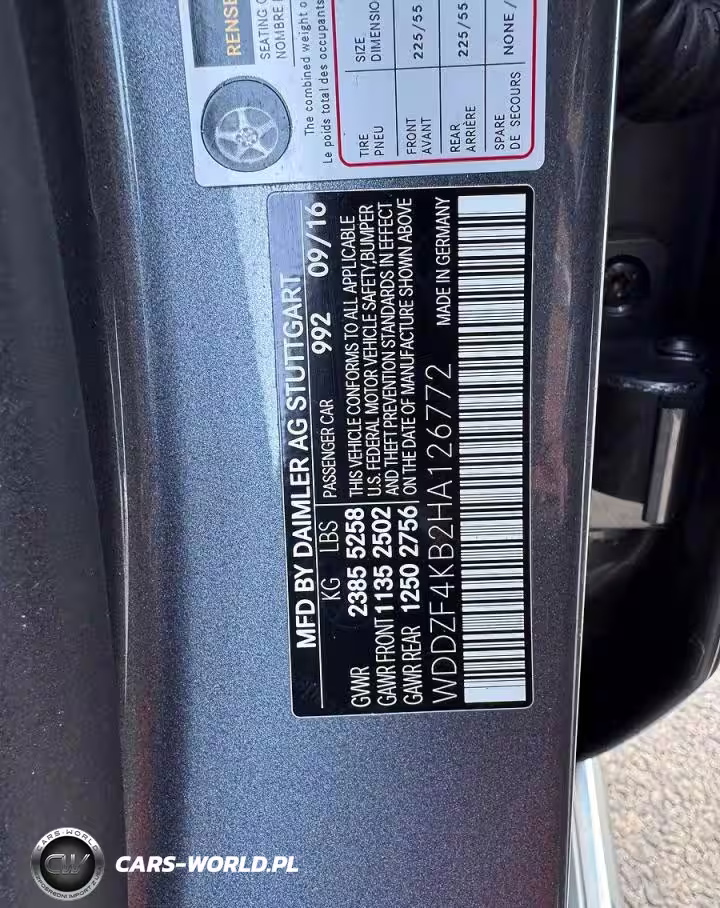 RENSE
SEATING C
NOMBRE
The combined weight o
Le poids total des occupants
TIRE SIZE
PNEU DIMENSIO
FRONT 225/55
AVANT
REAR 225/55
ARRIÈRE
SPARE NONE /
DE SECOURS
MFD BY DAIMLER AG STUTTGART
KG LBS PASSENGER CAR 992 09/16
GVWR 2385 5258
GAWR FRONT 1135 2502
GAWR REAR 1250 2756
THIS VEHICLE CONFORMS TO ALL APPLICABLE
U.S. FEDERAL MOTOR VEHICLE SAFETY, BUMPER
AND THEFT PREVENTION STANDARDS IN EFFECT
ON THE DATE OF MANUFACTURE SHOWN ABOVE
WDDZF4KB2HA126772 MADE IN GERMANY
CARS-WORLD
CW
CARS-WORLD.PL